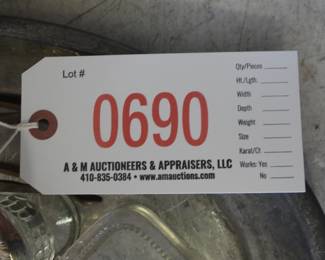 Lot #
0690
A & M AUCTIONEERS & APPRAISERS, LLC
410-835-0384 • www.amauctions.com
Qty/Pieces
Ht./Lgth
Width
Depth
Weight
Size
Karat/Ct
Works: Yes
No